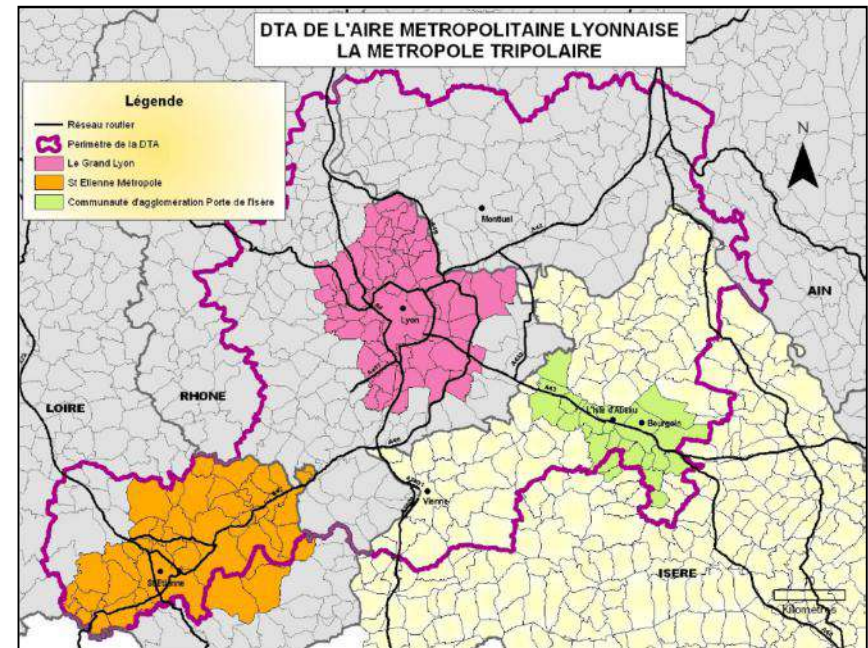 DTA DE L'AIRE METROPOLITAINE LYONNAISE
LA METROPOLE TRIPOLAIRE
Légende
Réseau routier
Périmètre de la DTA
Le Grand Lyon
St Etienne Métropole
Communauté d'agglomération Porte de l'Isère
N
Montluel
A42
AIN
Lyon
A432
RHONE
LOIRE
A43
L'Isle d'Abeau
Bourgoin
Vienne
St Etienne
ISERE
Kilomètres